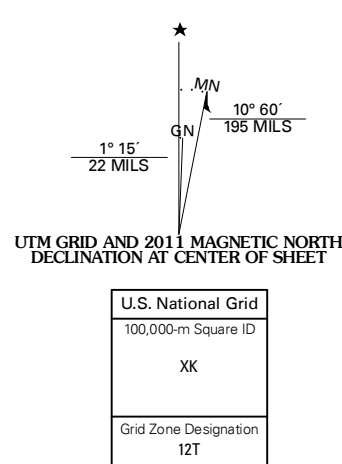 ★
MN
GN
10° 60´
195 MILS
1° 15´
22 MILS
UTM GRID AND 2011 MAGNETIC NORTH
DECLINATION AT CENTER OF SHEET
U.S. National Grid
100,000-m Square ID
XK
Grid Zone Designation
12T